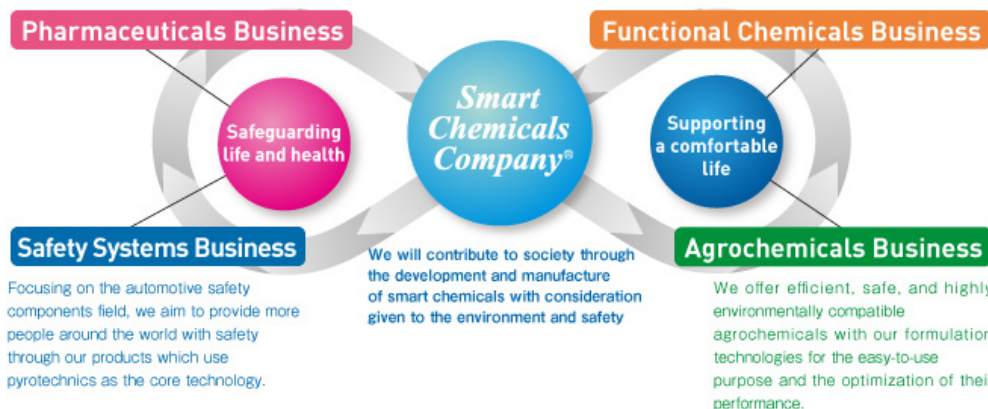 Pharmaceuticals Business
Functional Chemicals Business
Smart
Chemicals
Company®
Safeguarding
life and health
Supporting
a comfortable
life
Safety Systems Business
Agrochemicals Business
We will contribute to society through
the development and manufacture
of smart chemicals with consideration
given to the environment and safety
Focusing on the automotive safety
components field, we aim to provide more
people around the world with safety
through our products which use
pyrotechnics as the core technology.
We offer efficient, safe, and highly
environmentally compatible
agrochemicals with our formulation
technologies for the easy-to-use
purpose and the optimization of their
performance.